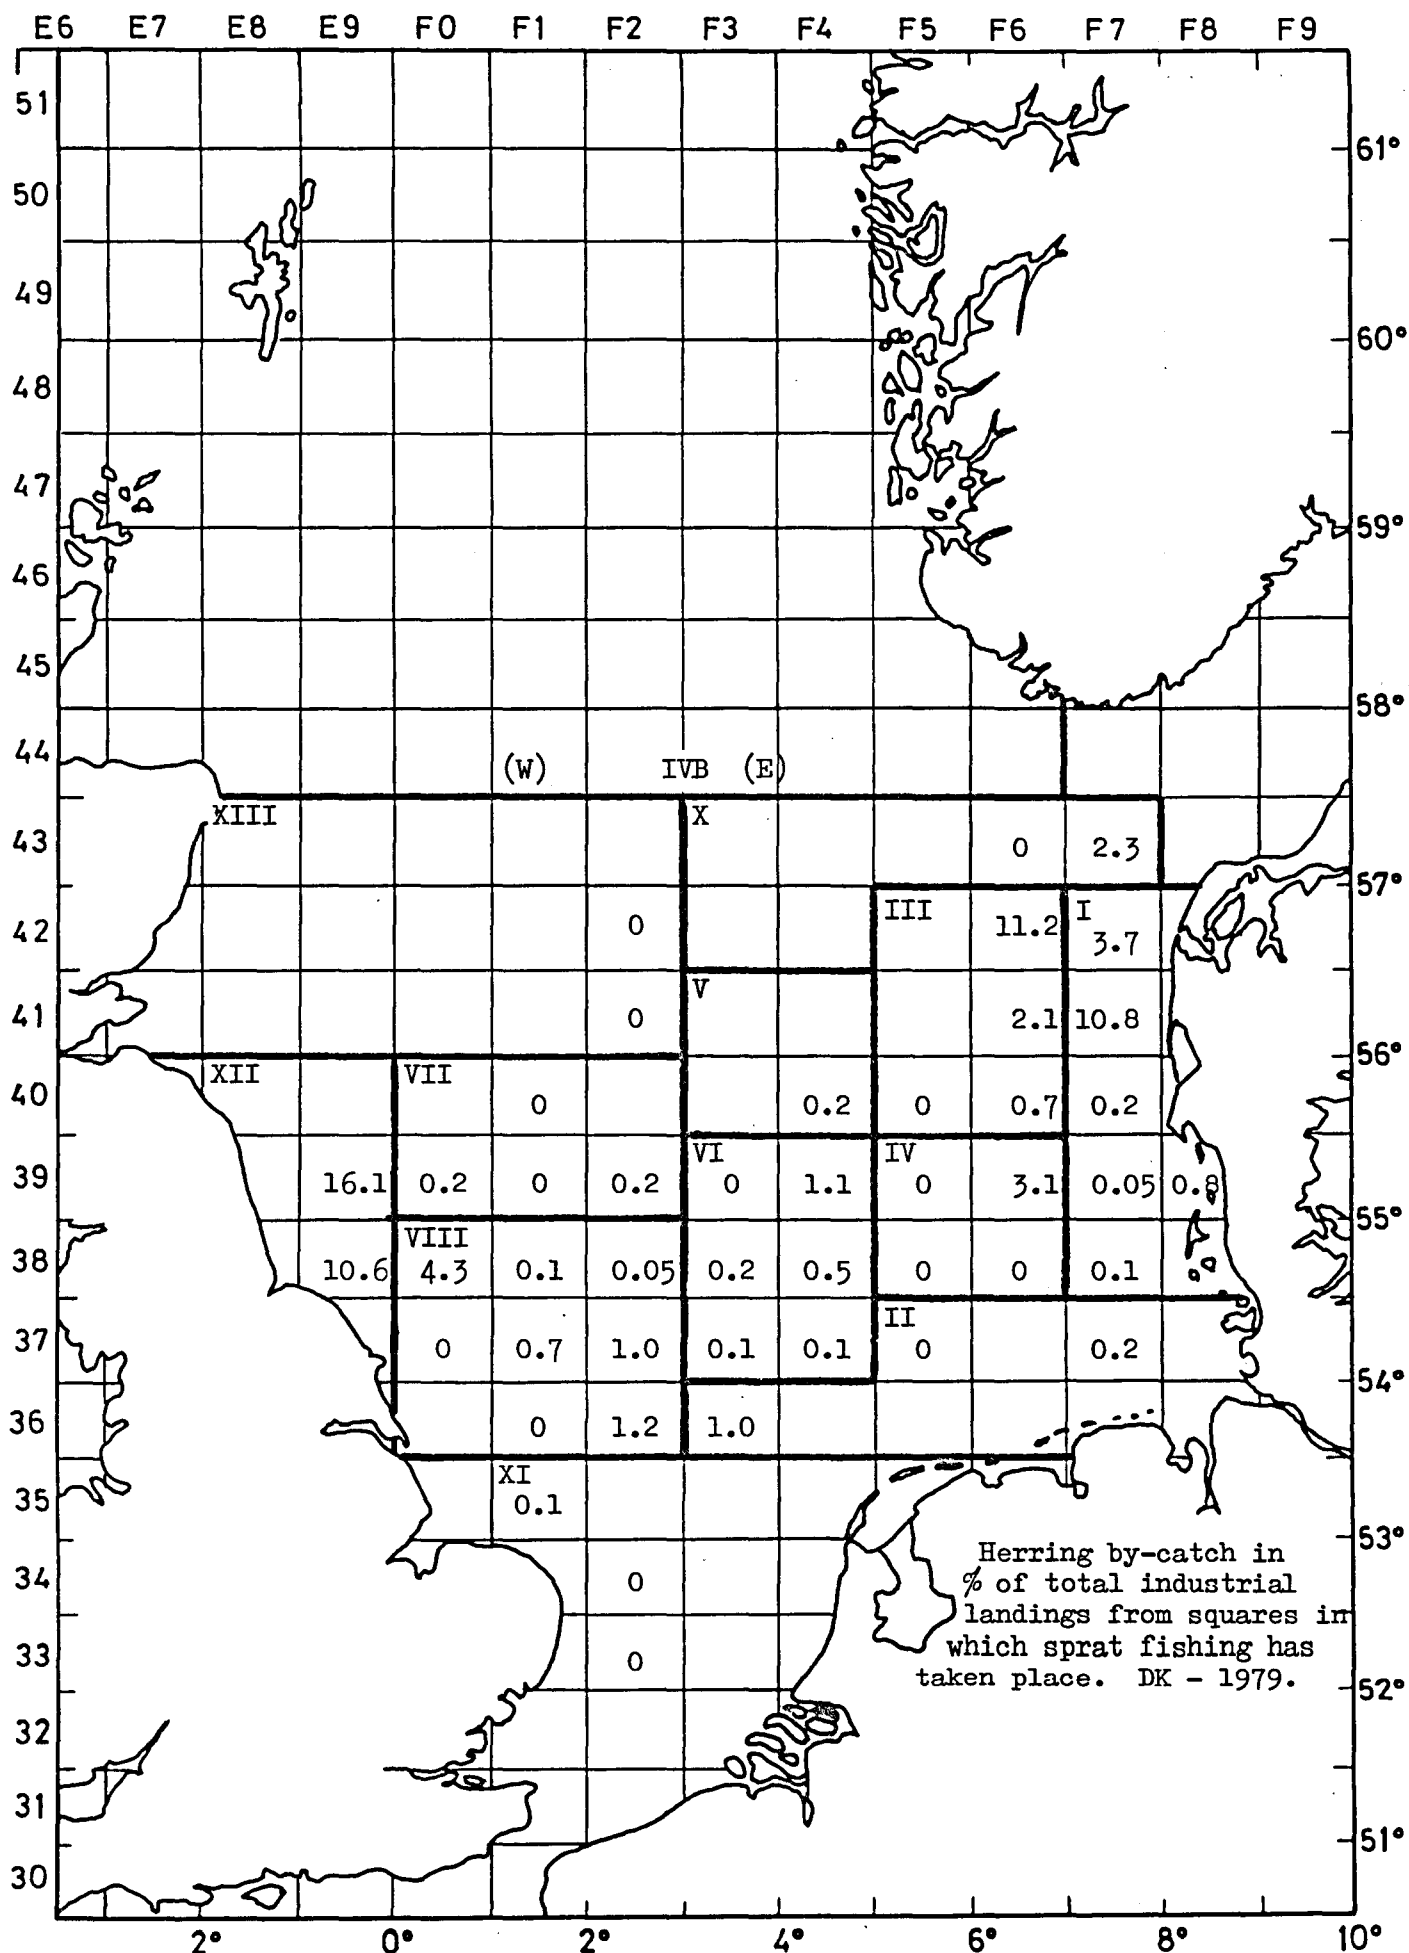 E6 E7 E8 E9 F0 F1 F2 F3 F4 F5 F6 F7 F8 F9
51
61°
50
49
60°
48
47
59°
46
45
58°
44 (W) IVB (E)
XIII X
43 0 2.3
57°
III I
42 0 11.2 3.7
V
41 0 2.1 10.8
56°
XII VII
40 0 0.2 0 0.7 0.2
VI IV
39 16.1 0.2 0 0.2 0 1.1 0 3.1 0.05 0.8
55°
VIII
38 10.6 4.3 0.1 0.05 0.2 0.5 0 0 0.1
II
37 0 0.7 1.0 0.1 0.1 0 0.2
54°
36 0 1.2 1.0
XI
35 0.1
53°
Herring by-catch in
34 0 % of total industrial
landings from squares in
33 0 which sprat fishing has
taken place. DK - 1979.
52°
32
31
51°
30
2° 0° 2° 4° 6° 8° 10°